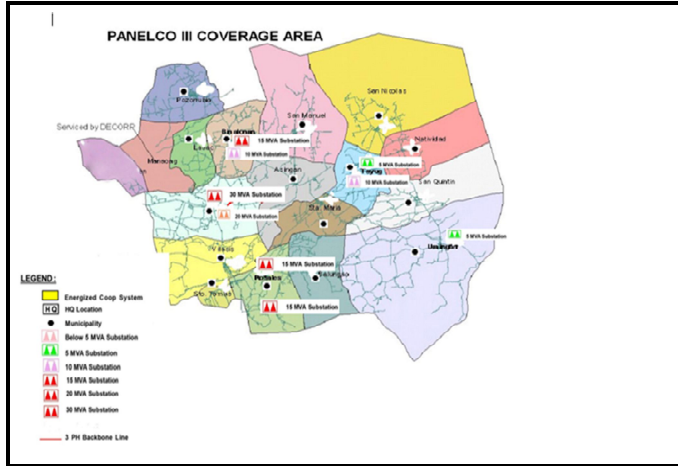 PANELCO III COVERAGE AREA
San Nicolas
Pozorrubio
San Manuel
Serviced by DECORP
Natividad
15 MVA Substation
Laoac
10 MVA Substation
Manaoag
5 MVA Substation
Asingan
Tayug
10 MVA Substation
San Quintin
30 MVA Substation
Sta. Maria
20 MVA Substation
5 MVA Substation
Villasis
15 MVA Substation
Balungao
LEGEND:
Rosales
Sto. Tomas
Energized Coop System
15 MVA Substation
HQ HQ Location
Municipality
Below 5 MVA Substation
5 MVA Substation
10 MVA Substation
15 MVA Substation
20 MVA Substation
30 MVA Substation
3 PH Backbone Line